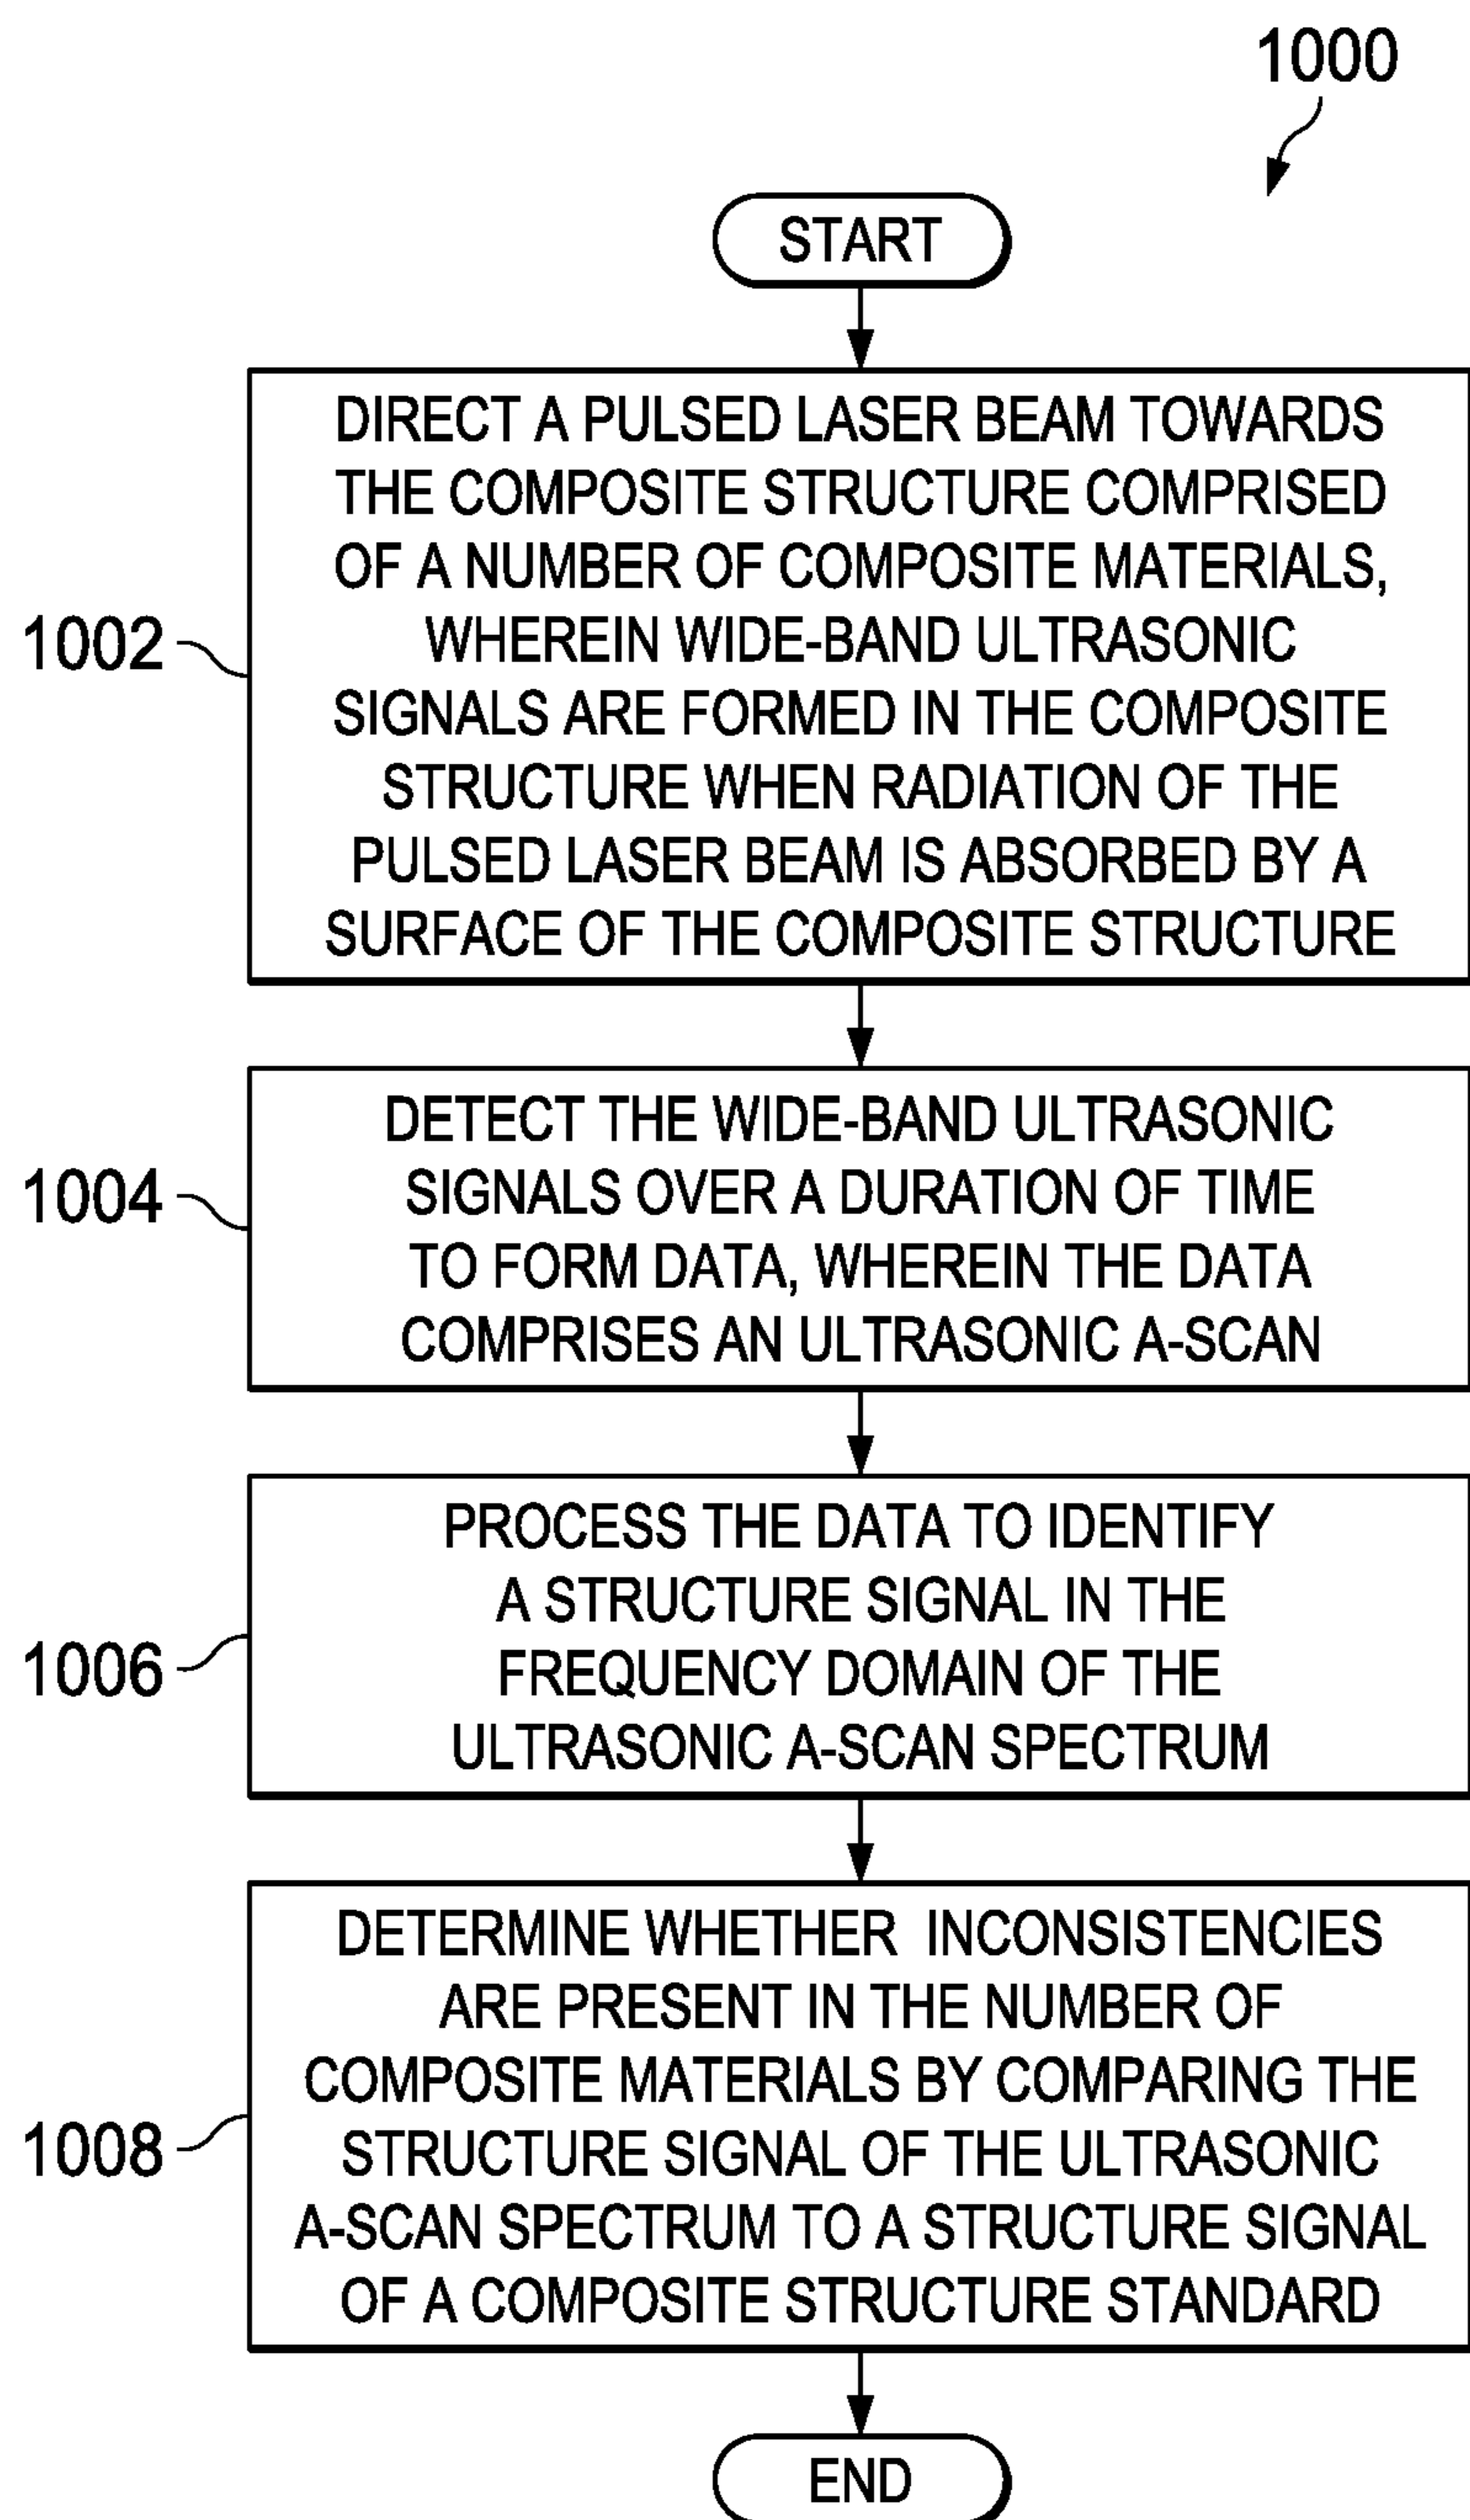 1000
START
DIRECT A PULSED LASER BEAM TOWARDS
THE COMPOSITE STRUCTURE COMPRISED
OF A NUMBER OF COMPOSITE MATERIALS,
WHEREIN WIDE-BAND ULTRASONIC
SIGNALS ARE FORMED IN THE COMPOSITE
STRUCTURE WHEN RADIATION OF THE
PULSED LASER BEAM IS ABSORBED BY A
SURFACE OF THE COMPOSITE STRUCTURE
1002
DETECT THE WIDE-BAND ULTRASONIC
SIGNALS OVER A DURATION OF TIME
TO FORM DATA, WHEREIN THE DATA
COMPRISES AN ULTRASONIC A-SCAN
1004
PROCESS THE DATA TO IDENTIFY
A STRUCTURE SIGNAL IN THE
FREQUENCY DOMAIN OF THE
ULTRASONIC A-SCAN SPECTRUM
1006
DETERMINE WHETHER INCONSISTENCIES
ARE PRESENT IN THE NUMBER OF
COMPOSITE MATERIALS BY COMPARING THE
STRUCTURE SIGNAL OF THE ULTRASONIC
A-SCAN SPECTRUM TO A STRUCTURE SIGNAL
OF A COMPOSITE STRUCTURE STANDARD
1008
END